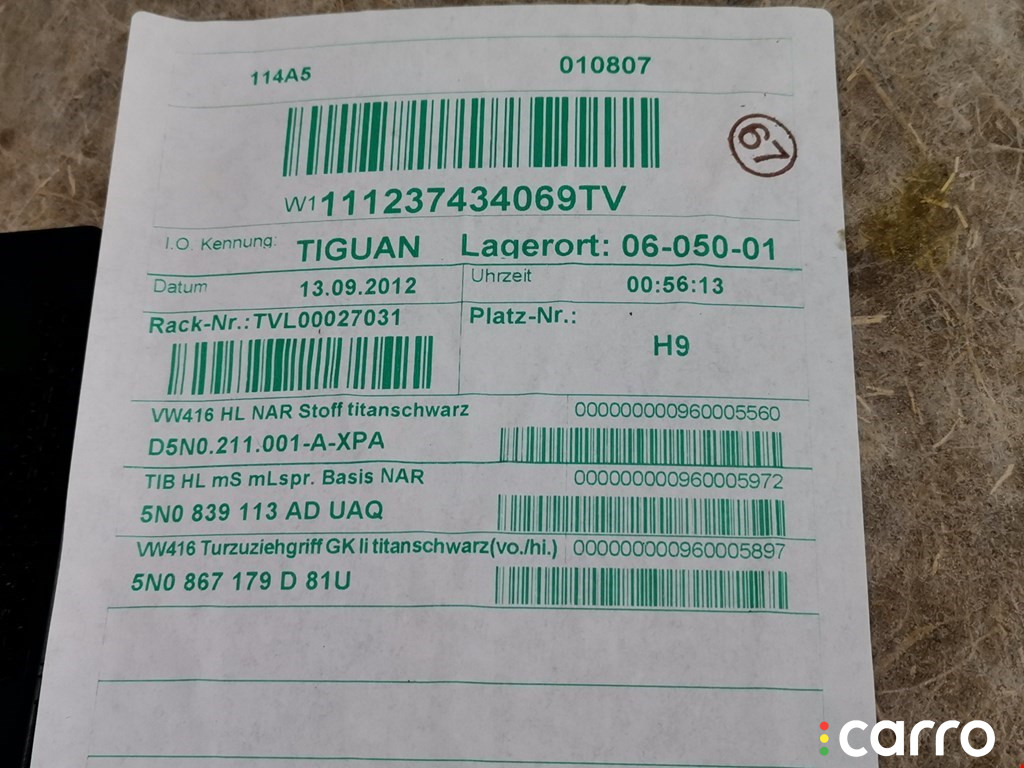 114A5 010807
67
W1111237434069TV
I.O. Kennung: TIGUAN Lagerort: 06-050-01
Datum 13.09.2012 Uhrzeit 00:56:13
Rack-Nr.:TVL00027031 Platz-Nr.:
H9
VW416 HL NAR Stoff titanschwarz 000000000960005560
D5N0.211.001-A-XPA
TIB HL mS mLspr. Basis NAR 000000000960005972
5N0 839 113 AD UAQ
VW416 Turzuziehgriff GK li titanschwarz(vo./hi.) 000000000960005897
5N0 867 179 D 81U
carro